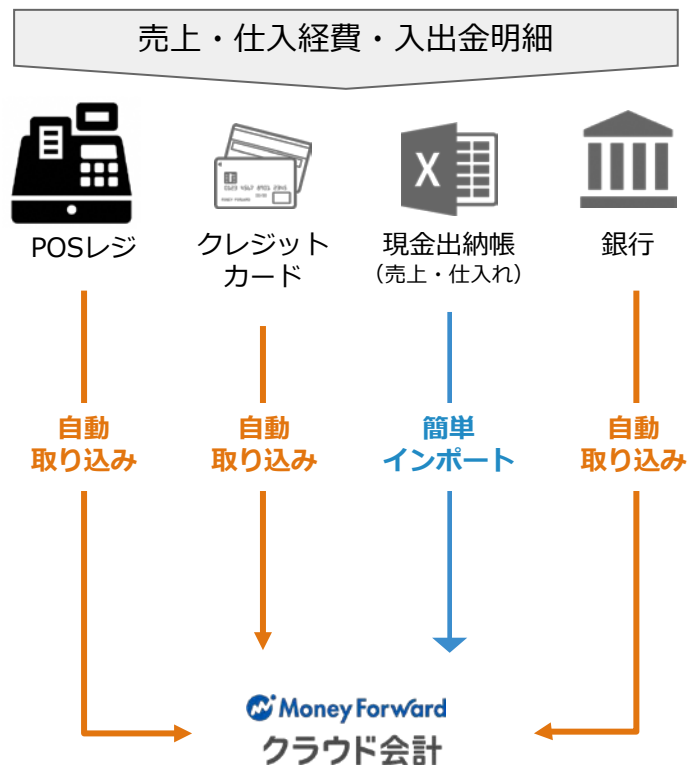 売上・仕入経費・入出金明細
POSレジ
クレジット
カード
現金出納帳
（売上・仕入れ）
銀行
自動
取り込み
自動
取り込み
簡単
インポート
自動
取り込み
Money Forward
クラウド会計